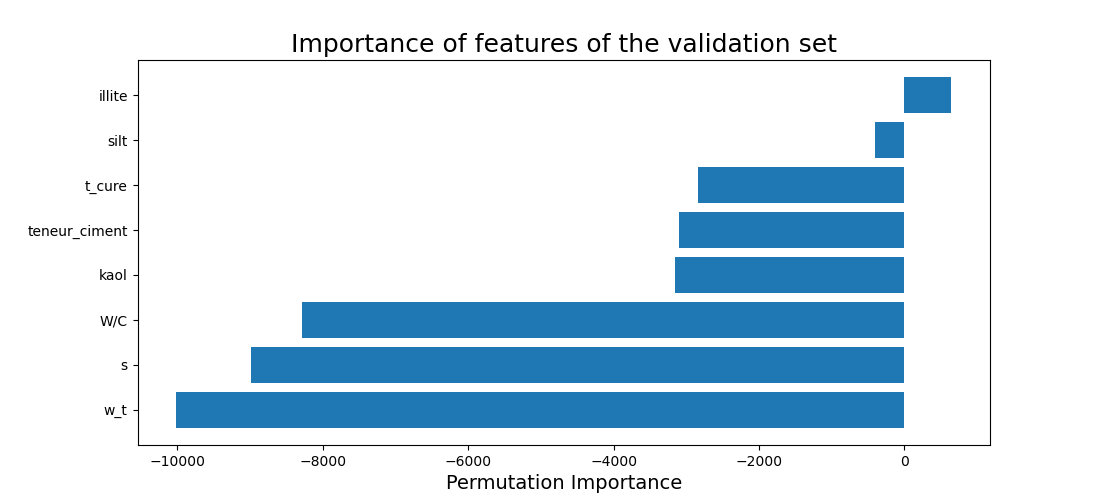 Importance of features of the validation set
illite
silt
t_cure
teneur_ciment
kaol
W/C
s
w_t
−10000 −8000 −6000 −4000 −2000 0
Permutation Importance